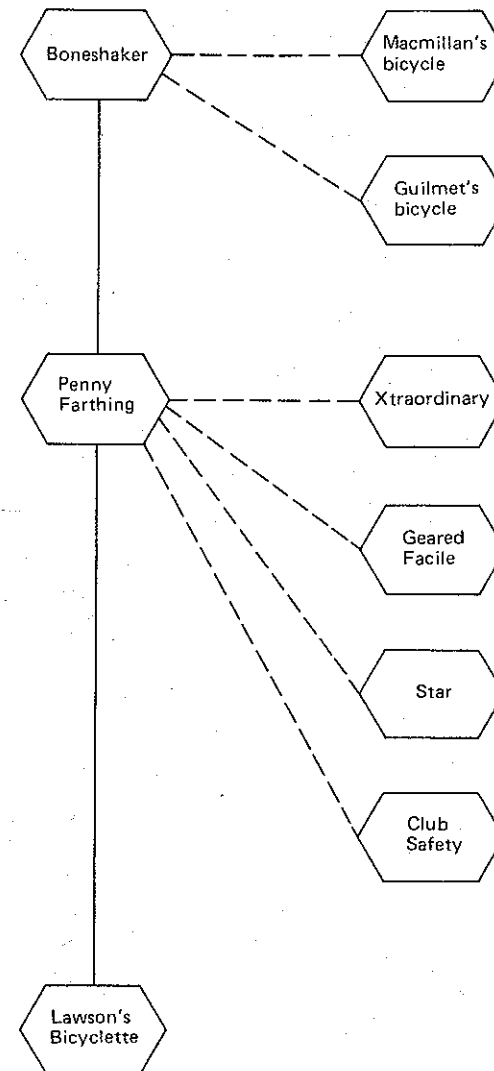 Boneshaker
Macmillan's
bicycle
Guilmet's
bicycle
Penny
Farthing
Xtraordinary
Geared
Facile
Star
Club
Safety
Lawson's
Bicyclette